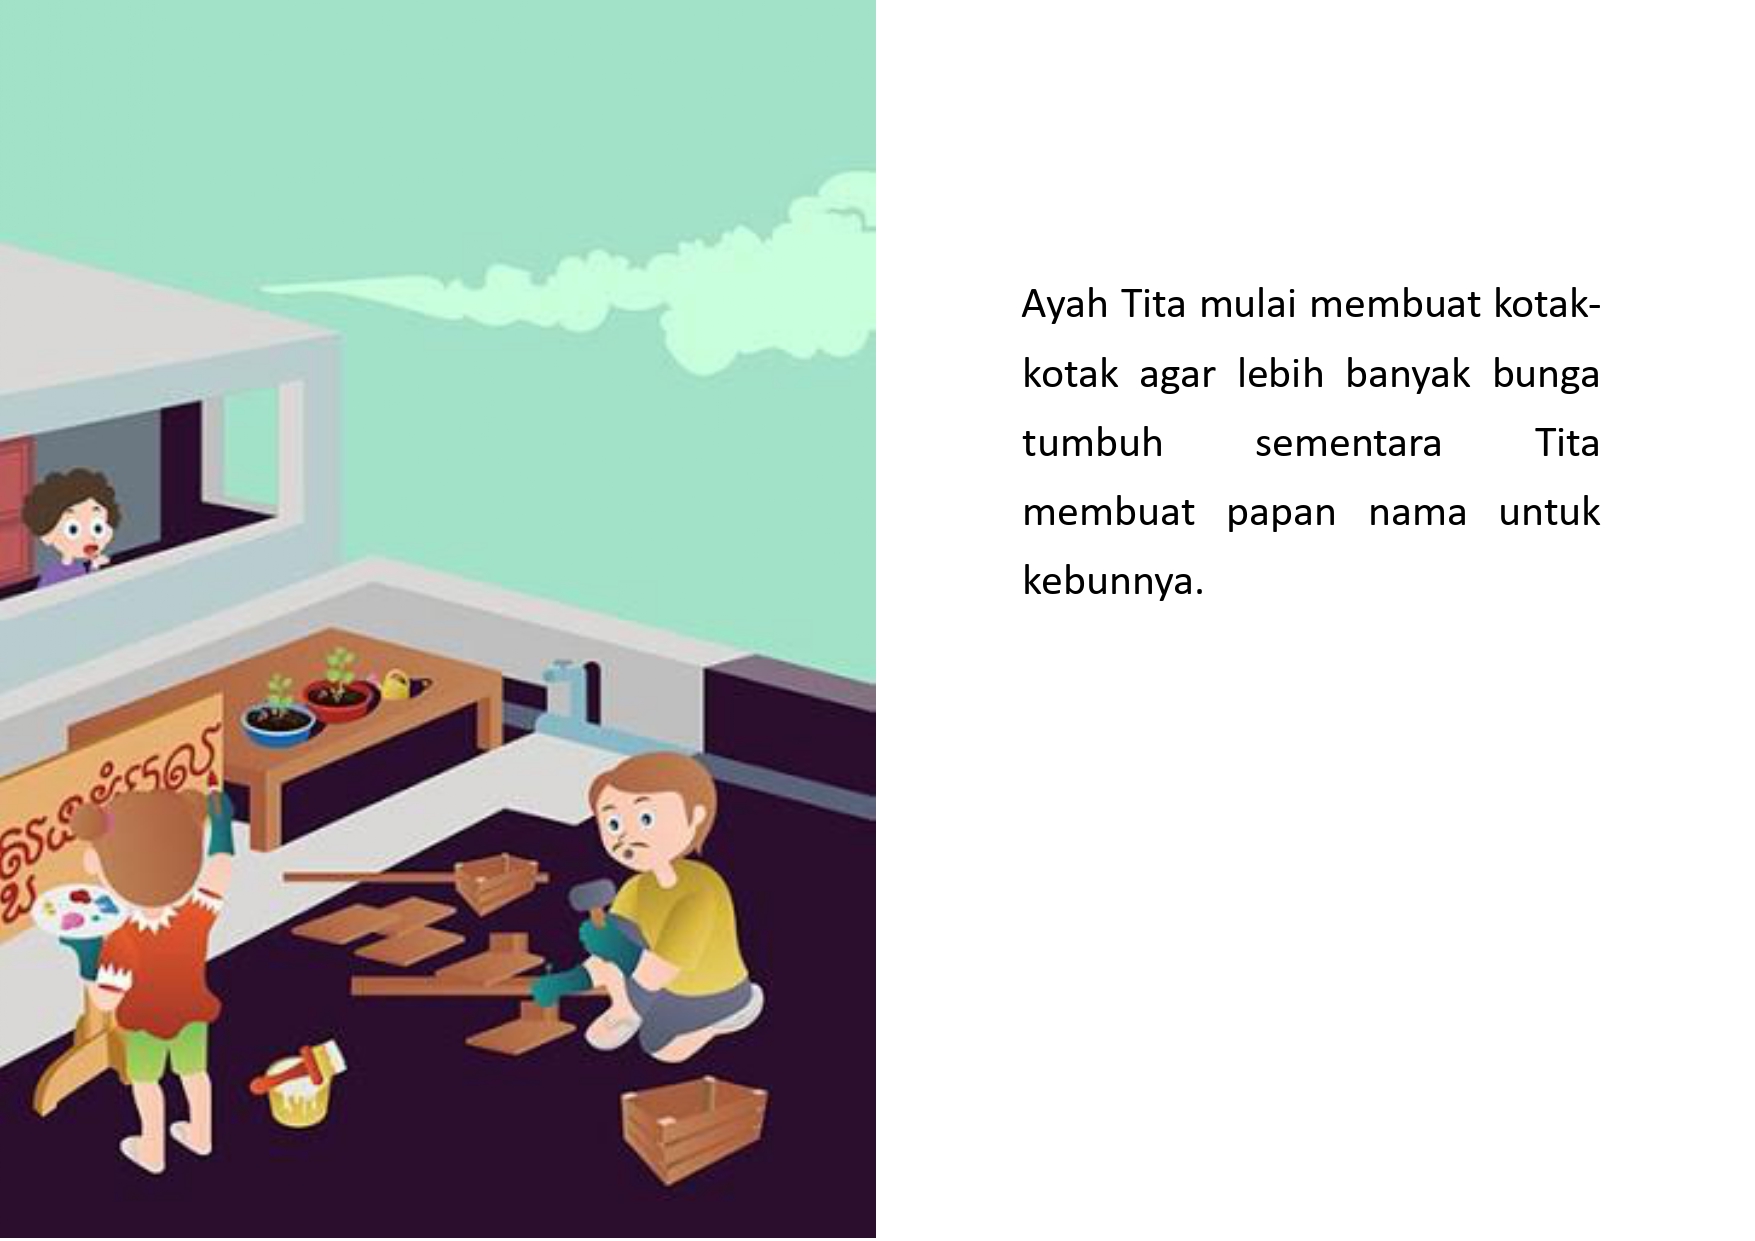 Ayah Tita mulai membuat kotak-
kotak agar lebih banyak bunga
tumbuh sementara Tita
membuat papan nama untuk
kebunnya.